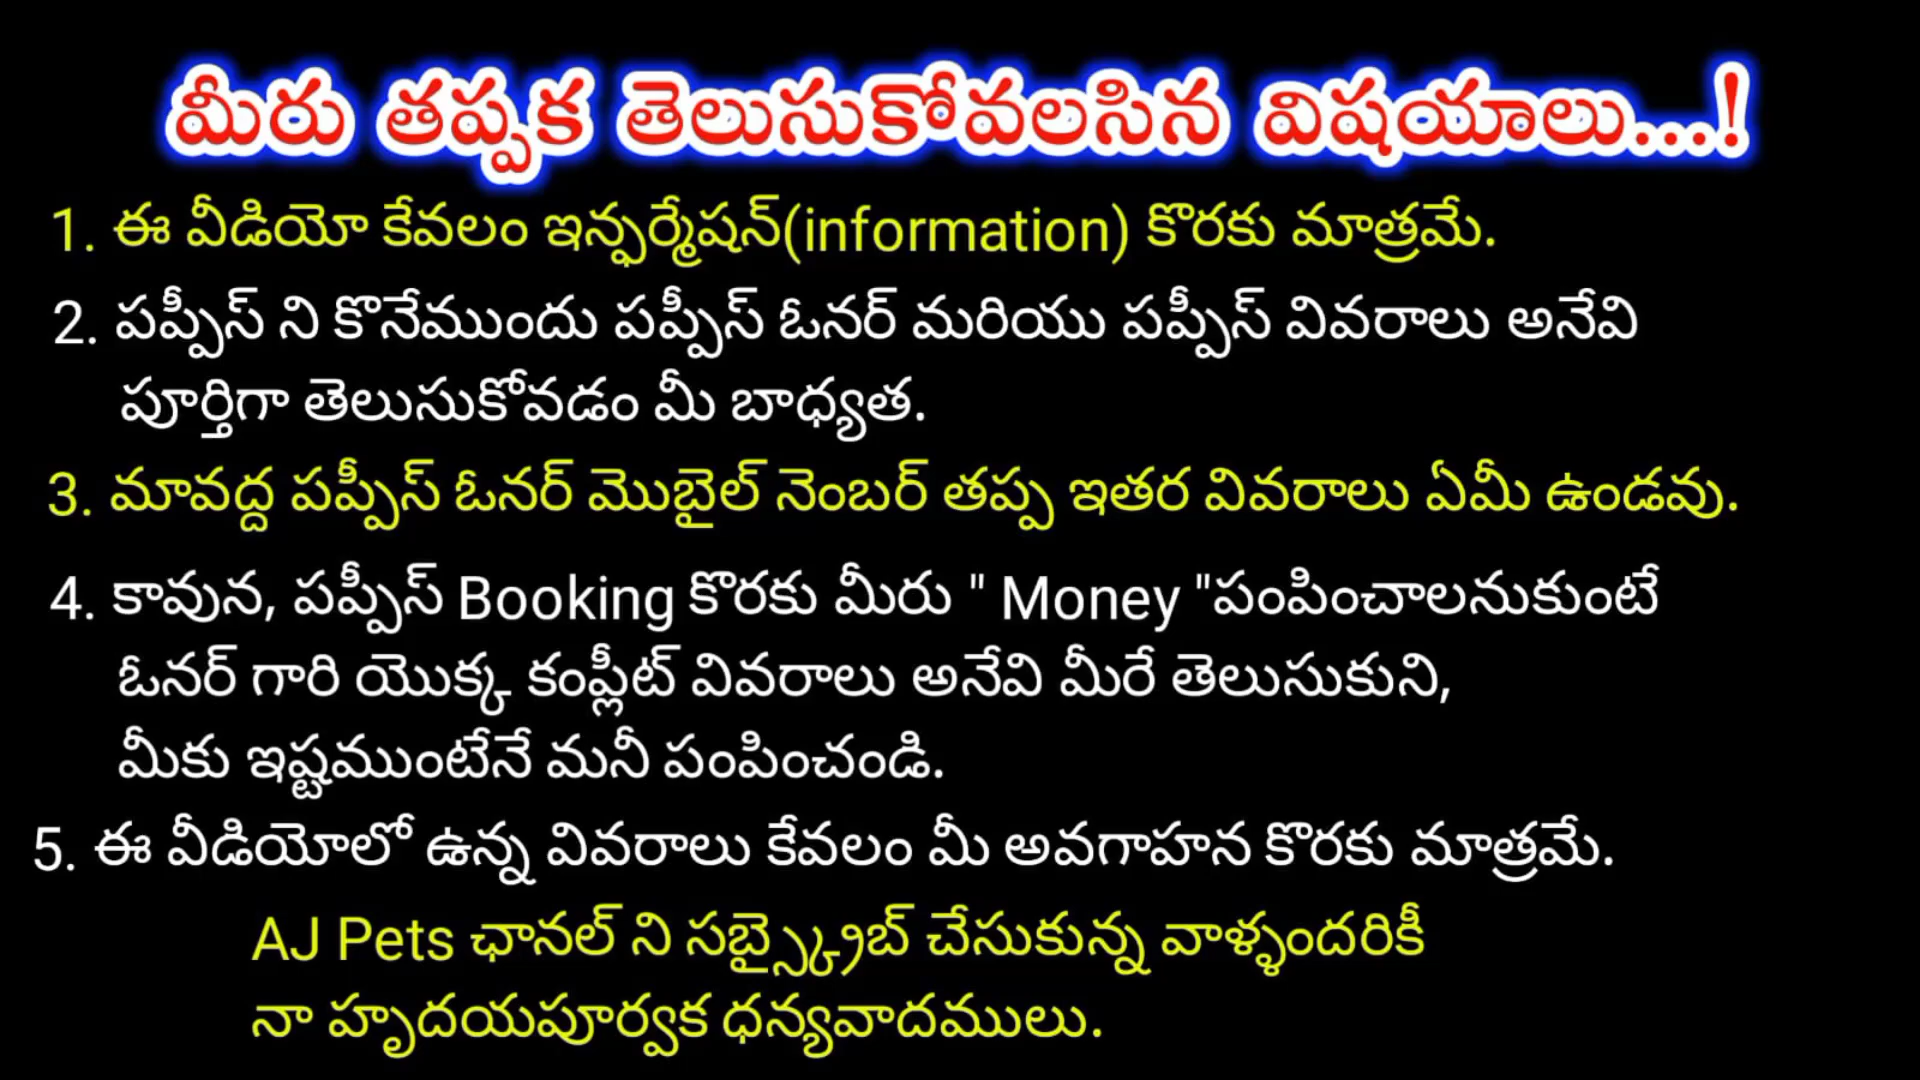 మీరు తప్పక తెలుసుకోవలసిన విషయాలు....!
1. ఈ వీడియో కేవలం ఇన్ఫర్మేషన్(information) కొరకు మాత్రమే.
2. పప్పీస్ ని కొనేముందు పప్పీస్ ఓనర్ మరియు పప్పీస్ వివరాలు అనేవి
పూర్తిగా తెలుసుకోవడం మీ బాధ్యత.
3. మావద్ద పప్పీస్ ఓనర్ మొబైల్ నెంబర్ తప్ప ఇతర వివరాలు ఏమీ ఉండవు.
4. కావున, పప్పీస్ Booking కొరకు మీరు " Money "పంపించాలనుకుంటే
ఓనర్ గారి యొక్క కంప్లీట్ వివరాలు అనేవి మీరే తెలుసుకుని,
మీకు ఇష్టముంటేనే మనీ పంపించండి.
5. ఈ వీడియోలో ఉన్న వివరాలు కేవలం మీ అవగాహన కొరకు మాత్రమే.
AJ Pets ఛానల్ ని సబ్స్క్రైబ్ చేసుకున్న వాళ్ళందరికీ
నా హృదయపూర్వక ధన్యవాదములు.